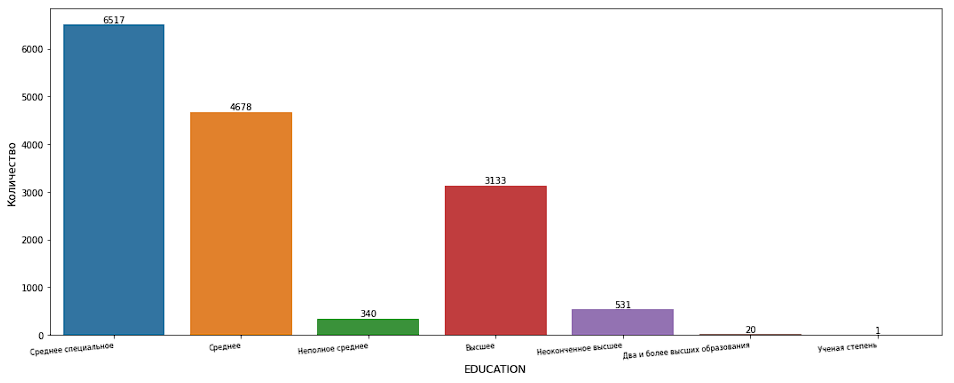 6517
4678
340
3133
531
20
1
6000
5000
4000
3000
2000
1000
0
Количество
Среднее специальное
Среднее
Неполное среднее
Высшее
Неоконченное высшее
Два и более высших образования
Ученая степень
EDUCATION